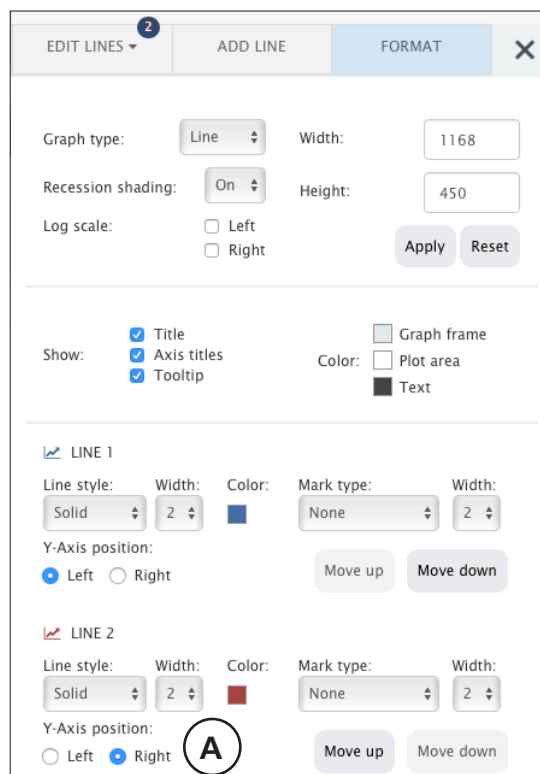 2
EDIT LINES ADD LINE FORMAT
Graph type: Line Width: 1168
Recession shading: On Height: 450
Log scale: Left
Right
Apply Reset
Show: Title
Axis titles
Tooltip
Color: Graph frame
Plot area
Text
LINE 1
Line style: Width: Color: Mark type: Width:
Solid 2 None 2
Y-Axis position:
Left Right Move up Move down
LINE 2
Line style: Width: Color: Mark type: Width:
Solid 2 None 2
Y-Axis position:
Left Right A Move up Move down